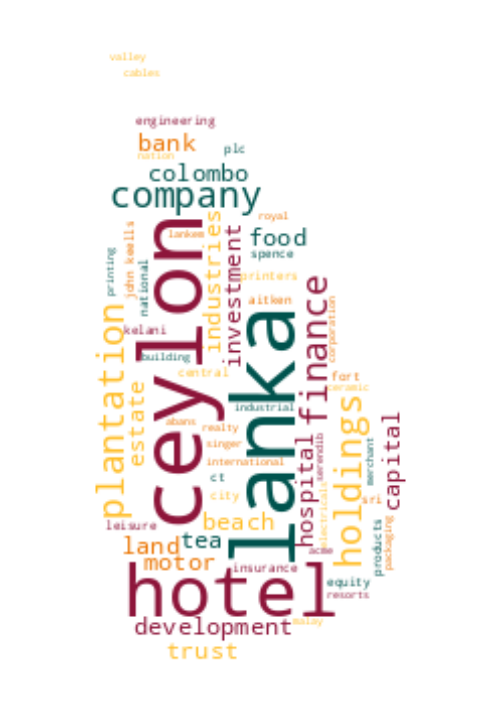 valley
cables
engineering
bank
plc
nation
colombo
company
royal
ceylon
industries
investment
john keells
lankem
food
spence
printing
national
printers
lanka
finance
aitken
corporation
plantation
kelani
building
central
fort
ceramic
estate
industrial
holdings
abans
realty
singer
international
hospital
serendib
merchant
capital
ct
city
electricals
sri
beach
leisure
tea
land
motor
acme
products
packaging
hotel
insurance
equity
resorts
development
malay
trust